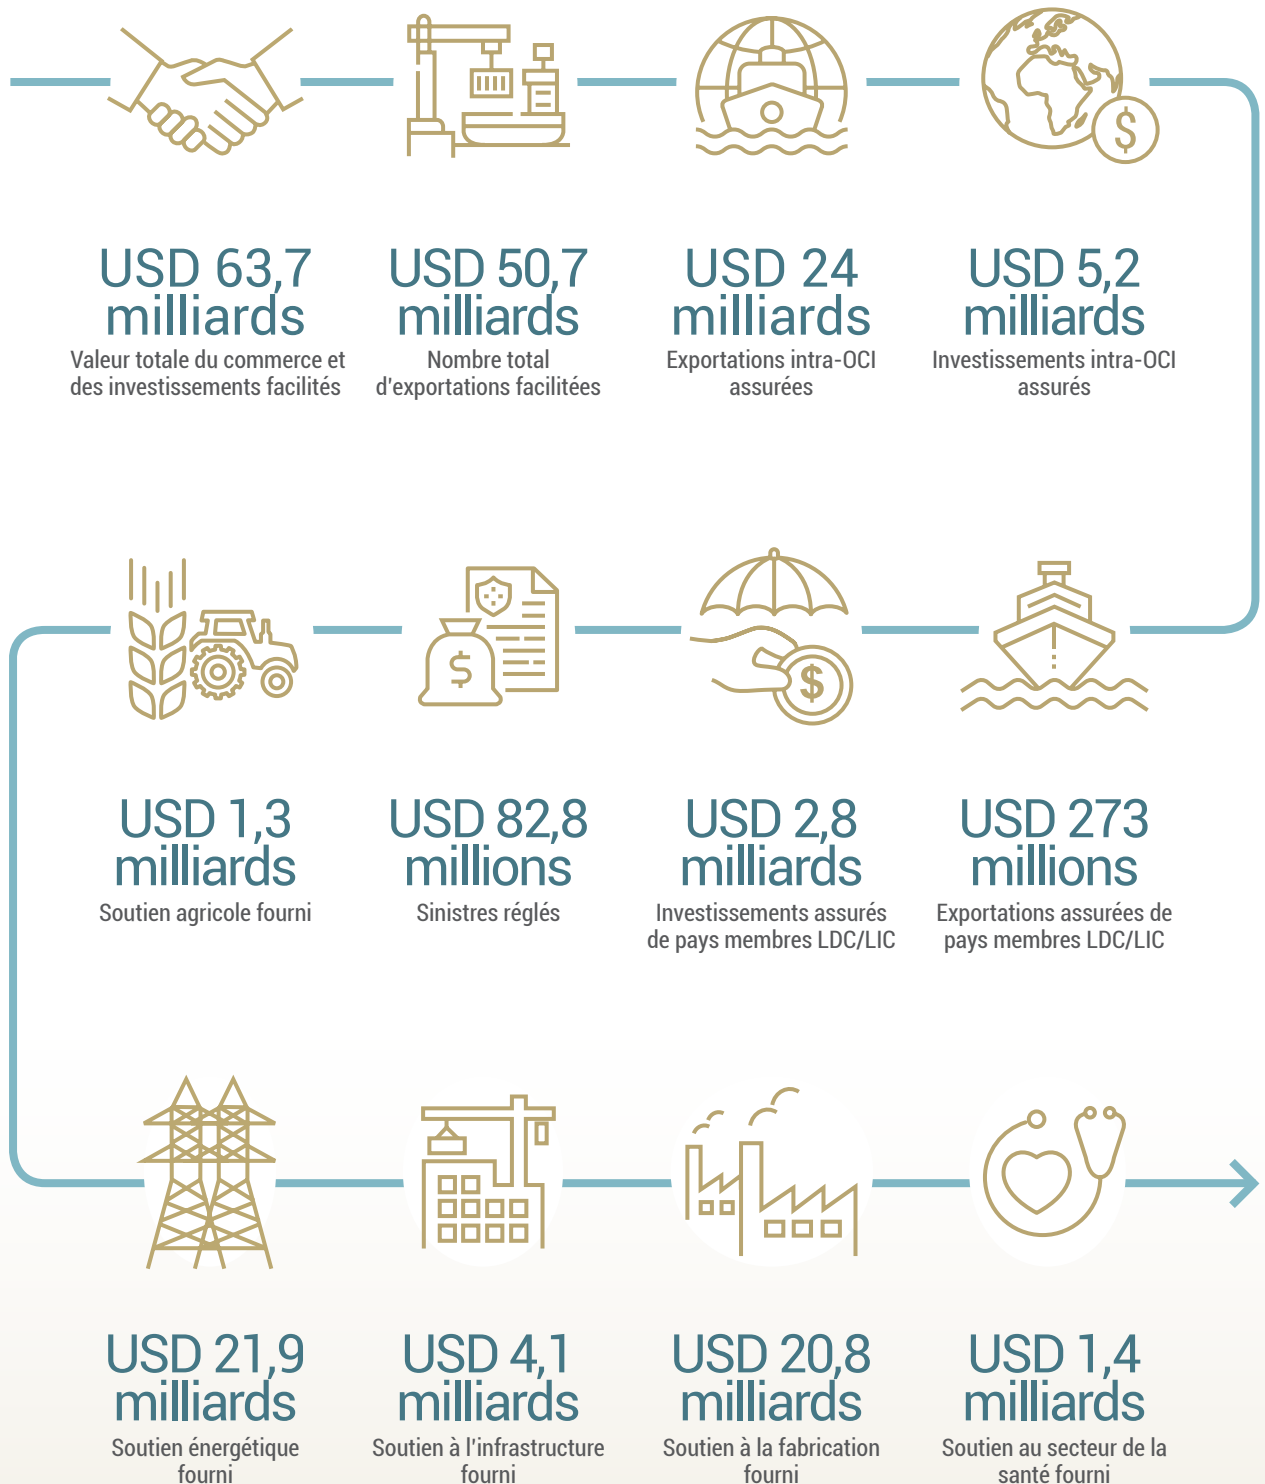 USD 63,7
milliards
Valeur totale du commerce et
des investissements facilités
USD 50,7
milliards
Nombre total
d'exportations facilitées
USD 24
milliards
Exportations intra-OCI
assurées
USD 5,2
milliards
Investissements intra-OCI
assurés
USD 1,3
milliards
Soutien agricole fourni
USD 82,8
millions
Sinistres réglés
USD 2,8
milliards
Investissements assurés
de pays membres LDC/LIC
USD 273
millions
Exportations assurées de
pays membres LDC/LIC
USD 21,9
milliards
Soutien énergétique
fourni
USD 4,1
milliards
Soutien à l'infrastructure
fourni
USD 20,8
milliards
Soutien à la fabrication
fourni
USD 1,4
milliards
Soutien au secteur de la
santé fourni